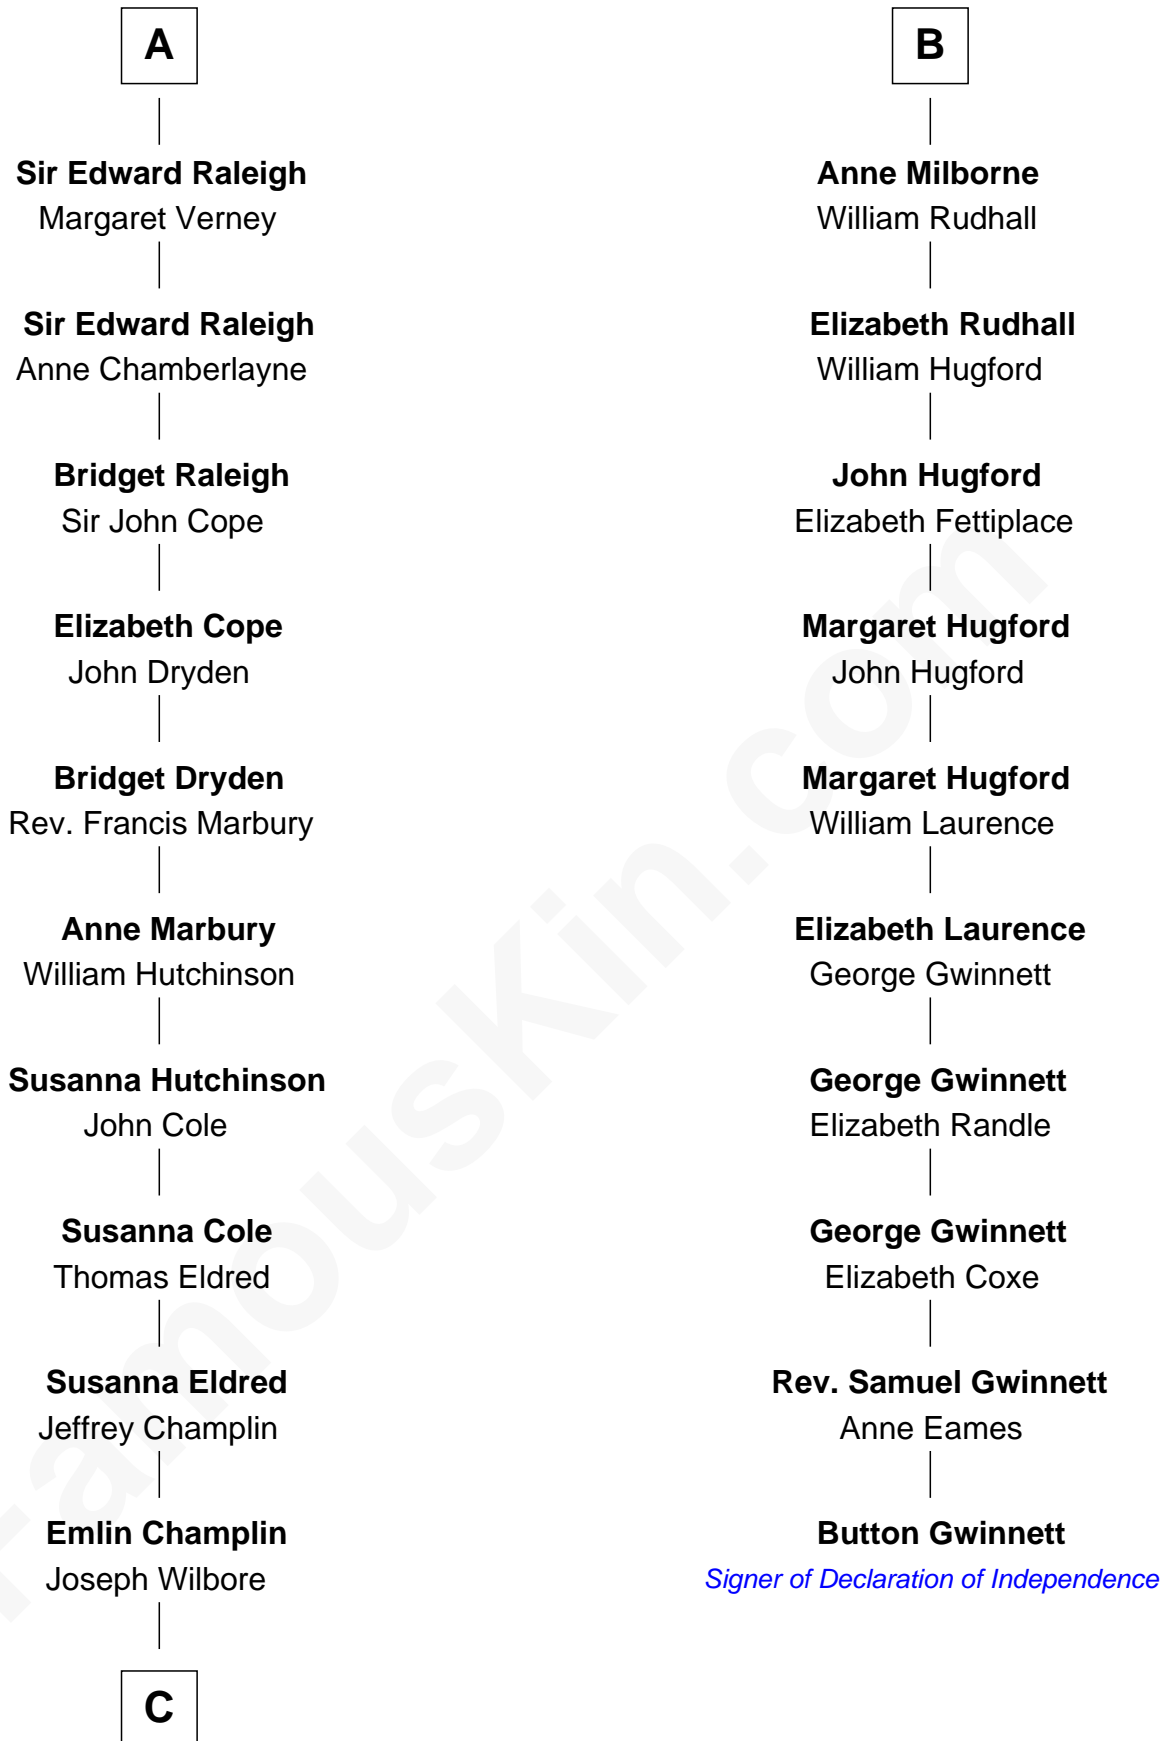 A
Sir Edward Raleigh
Margaret Verney
Sir Edward Raleigh
Anne Chamberlayne
Bridget Raleigh
Sir John Cope
Elizabeth Cope
John Dryden
Bridget Dryden
Rev. Francis Marbury
Anne Marbury
William Hutchinson
Susanna Hutchinson
John Cole
Susanna Cole
Thomas Eldred
Susanna Eldred
Jeffrey Champlin
Emlin Champlin
Joseph Wilbore
C
B
Anne Milborne
William Rudhall
Elizabeth Rudhall
William Hugford
John Hugford
Elizabeth Fettiplace
Margaret Hugford
John Hugford
Margaret Hugford
William Laurence
Elizabeth Laurence
George Gwinnett
George Gwinnett
Elizabeth Randle
George Gwinnett
Elizabeth Coxe
Rev. Samuel Gwinnett
Anne Eames
Button Gwinnett
Signer of Declaration of Independence
FamousKin.com